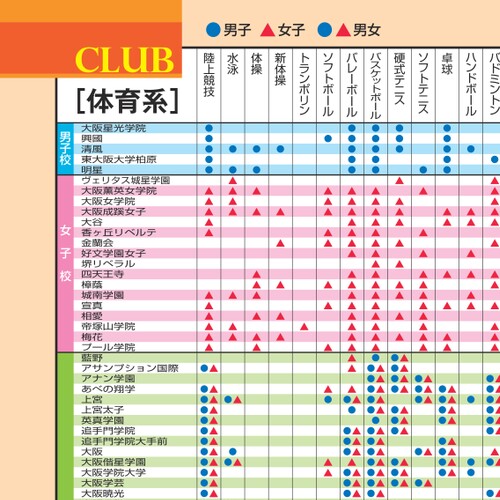 ●男子 ▲女子 ●▲男女
CLUB
［体育系］
陸上競技
水泳
体操
新体操
トランポリン
ソフトボール
バレーボール
バスケットボール
硬式テニス
ソフトテニス
卓球
ハンドボール
バドミントン
男子校
大阪星光学院
興國
清風
東大阪大学柏原
明星
女子校
ヴェリタス城星学園
大阪薫英女学院
大阪女学院
大阪成蹊女子
大谷
香ヶ丘リベルテ
金蘭会
好文学園女子
堺リベラル
四天王寺
樟蔭
城南学園
宣真
相愛
帝塚山学院
梅花
プール学院
藍野
アサンプション国際
アナン学園
あべの翔学
上宮
上宮太子
英真学園
追手門学院
追手門学院大手前
大阪
大阪偕星学園
大阪学院大学
大阪学芸
大阪暁光